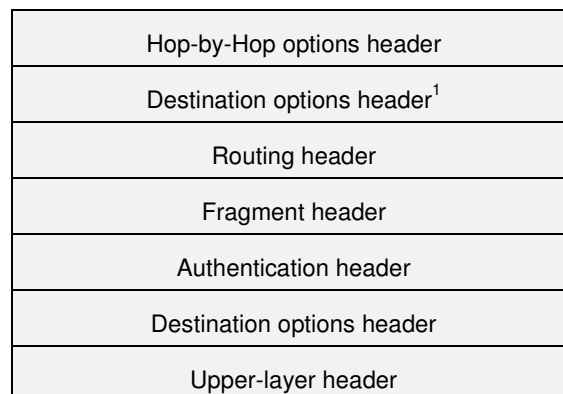 Hop-by-Hop options header
Destination options header¹
Routing header
Fragment header
Authentication header
Destination options header
Upper-layer header